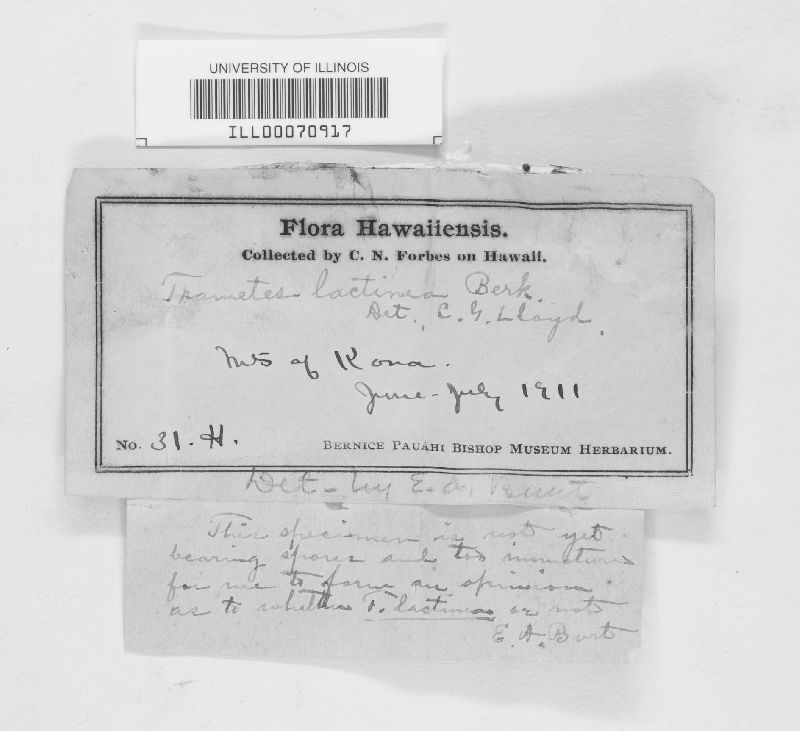 UNIVERSITY OF ILLINOIS
ILL00070917
Flora Hawaiiensis.
Collected by C. N. Forbes on Hawaii.
Trametes lactinea Berk.
Det. C. G. Lloyd.
Mts of Kona.
June-July 1911
No. 31. H.
BERNICE PAUAHI BISHOP MUSEUM HERBARIUM.
Det - by E. A. Burt
This specimen is not yet
bearing spores and too immature
for me to form an opinion
as to whether T. lactinea or not
E. A. Burt